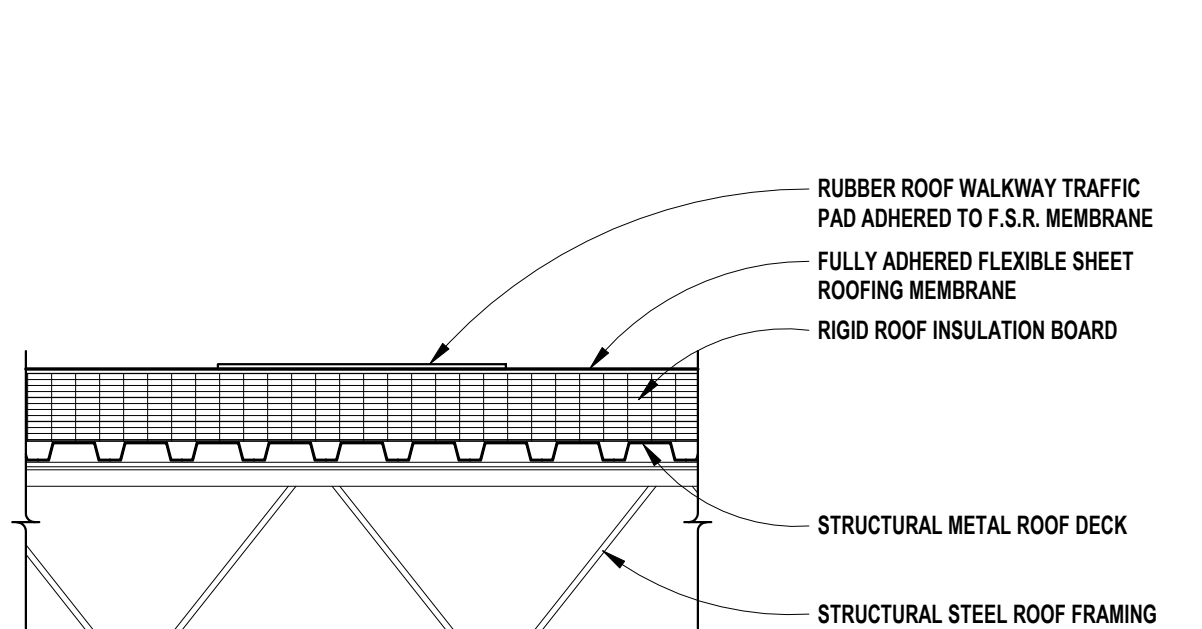 RUBBER ROOF WALKWAY TRAFFIC
PAD ADHERED TO F.S.R. MEMBRANE
FULLY ADHERED FLEXIBLE SHEET
ROOFING MEMBRANE
RIGID ROOF INSULATION BOARD
STRUCTURAL METAL ROOF DECK
STRUCTURAL STEEL ROOF FRAMING